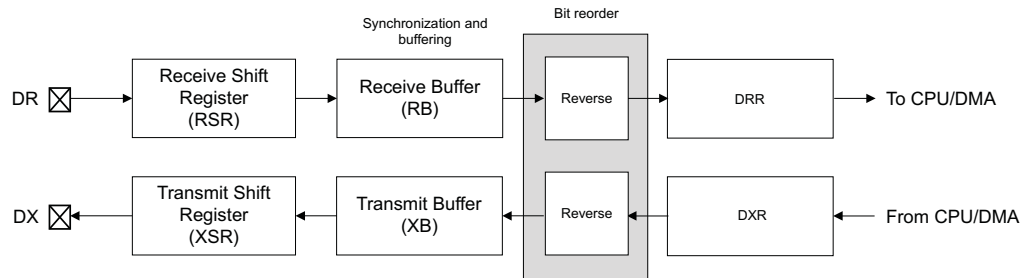 Bit reorder
Synchronization and
buffering
DR
Receive Shift
Register
(RSR)
Receive Buffer
(RB)
Reverse
DRR
To CPU/DMA
DX
Transmit Shift
Register
(XSR)
Transmit Buffer
(XB)
Reverse
DXR
From CPU/DMA